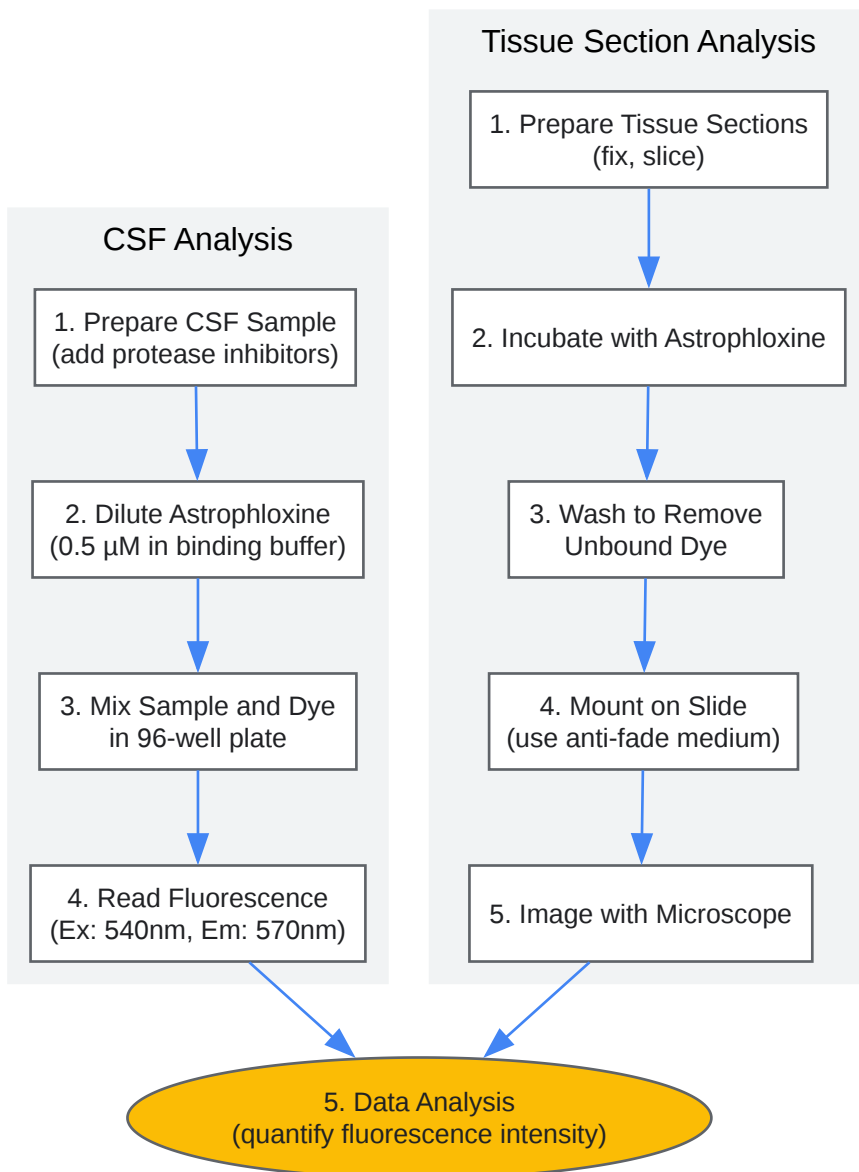 CSF Analysis
1. Prepare CSF Sample
(add protease inhibitors)
2. Dilute Astrophloxine
(0.5 µM in binding buffer)
3. Mix Sample and Dye
in 96-well plate
4. Read Fluorescence
(Ex: 540nm, Em: 570nm)
Tissue Section Analysis
1. Prepare Tissue Sections
(fix, slice)
2. Incubate with Astrophloxine
3. Wash to Remove
Unbound Dye
4. Mount on Slide
(use anti-fade medium)
5. Image with Microscope
5. Data Analysis
(quantify fluorescence intensity)